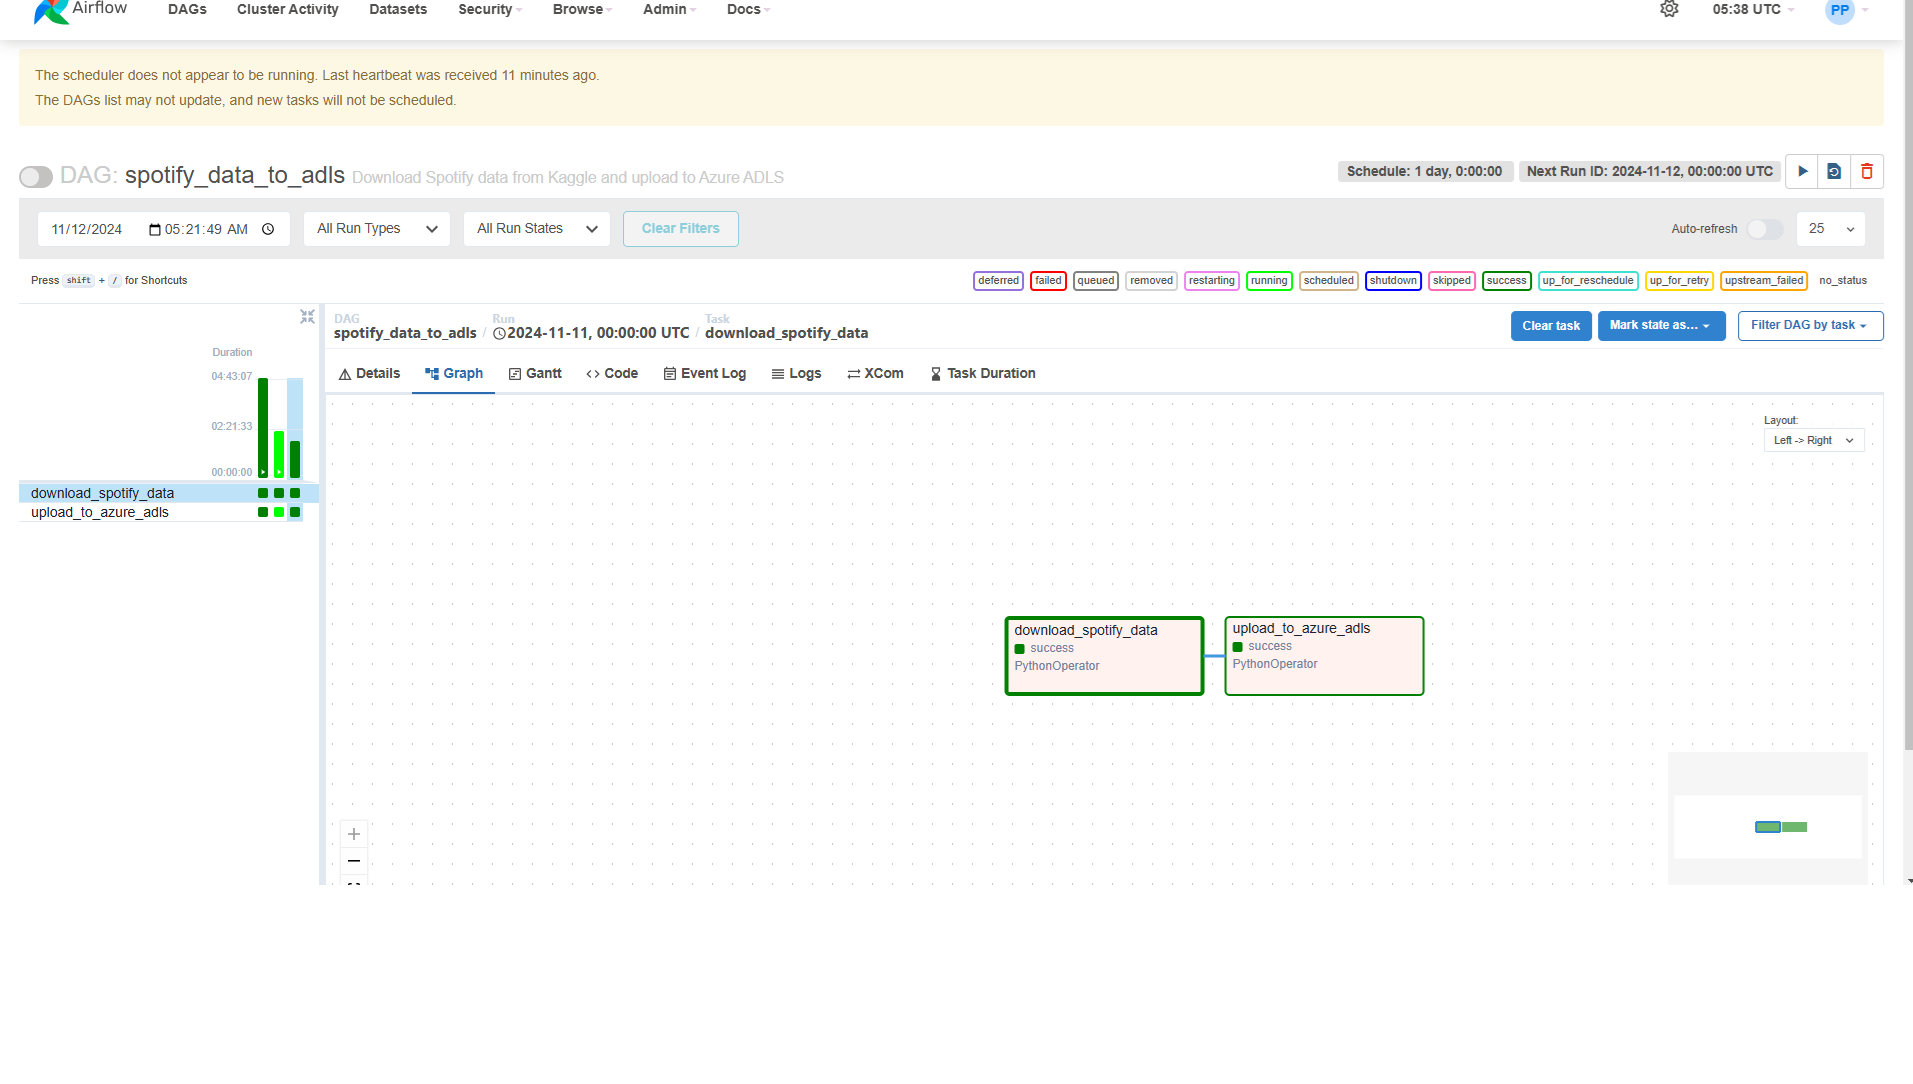 Airflow
DAGs Cluster Activity Datasets Security Browse Admin Docs
05:38 UTC PP
The scheduler does not appear to be running. Last heartbeat was received 11 minutes ago.
The DAGs list may not update, and new tasks will not be scheduled.
DAG: spotify_data_to_adls Download Spotify data from Kaggle and upload to Azure ADLS
Schedule: 1 day, 0:00:00 Next Run ID: 2024-11-12, 00:00:00 UTC
11/12/2024 05:21:49 AM All Run Types All Run States Clear Filters
Auto-refresh 25
Press shift + / for Shortcuts
deferred failed queued removed restarting running scheduled shutdown skipped success up_for_reschedule up_for_retry upstream_failed no_status
DAG Run Task
spotify_data_to_adls / 2024-11-11, 00:00:00 UTC / download_spotify_data
Clear task Mark state as... Filter DAG by task
Details Graph Gantt Code Event Log Logs XCom Task Duration
Duration
04:43:07
02:21:33
00:00:00
download_spotify_data
upload_to_azure_adls
Layout:
Left -> Right
download_spotify_data
success
PythonOperator
upload_to_azure_adls
success
PythonOperator